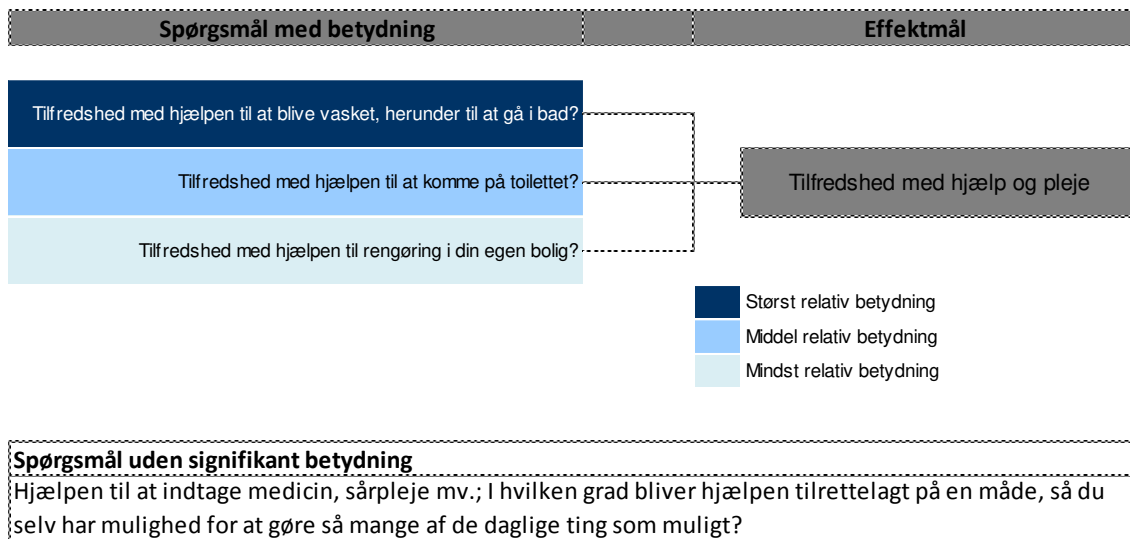 Spørgsmål med betydning
Effektmål
Tilfredshed med hjælpen til at blive vasket, herunder til at gå i bad?
Tilfredshed med hjælpen til at komme på toilettet?
Tilfredshed med hjælp og pleje
Tilfredshed med hjælpen til rengøring i din egen bolig?
Størst relativ betydning
Middel relativ betydning
Mindst relativ betydning
Spørgsmål uden signifikant betydning
Hjælpen til at indtage medicin, sårpleje mv.; I hvilken grad bliver hjælpen tilrettelagt på en måde, så du
selv har mulighed for at gøre så mange af de daglige ting som muligt?